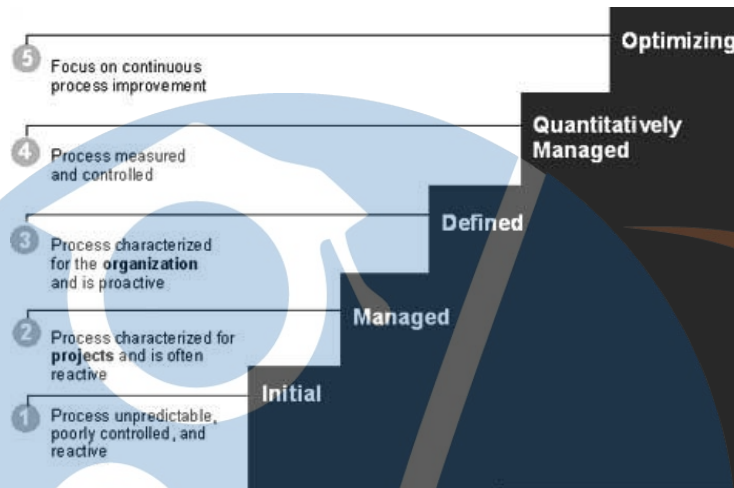 5
Optimizing
Focus on continuous
process improvement
4
Quantitatively
Managed
Process measured
and controlled
3
Defined
Process characterized
for the organization
and is proactive
2
Managed
Process characterized for
projects and is often
reactive
1
Initial
Process unpredictable,
poorly controlled, and
reactive